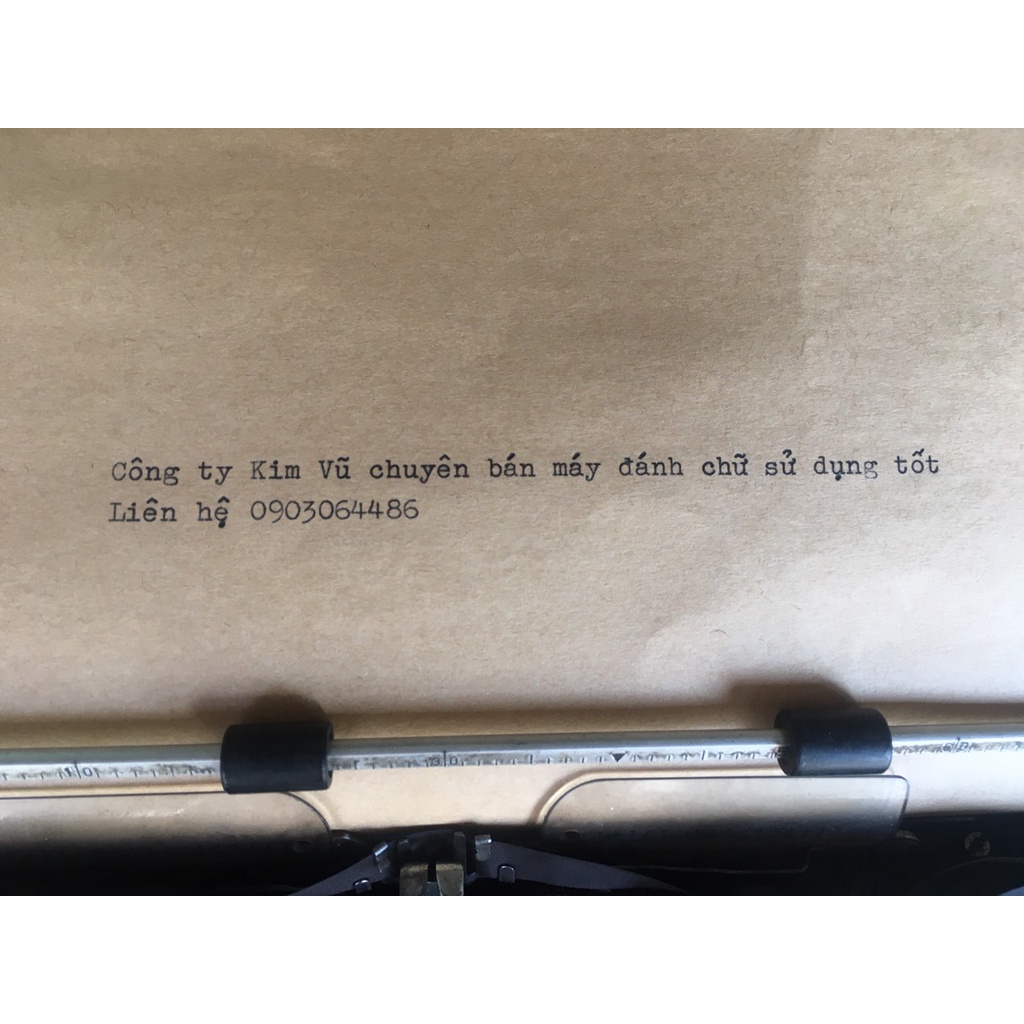 Công ty Kim Vũ chuyên bán máy đánh chữ sử dụng tốt
Liên hệ 0903064486